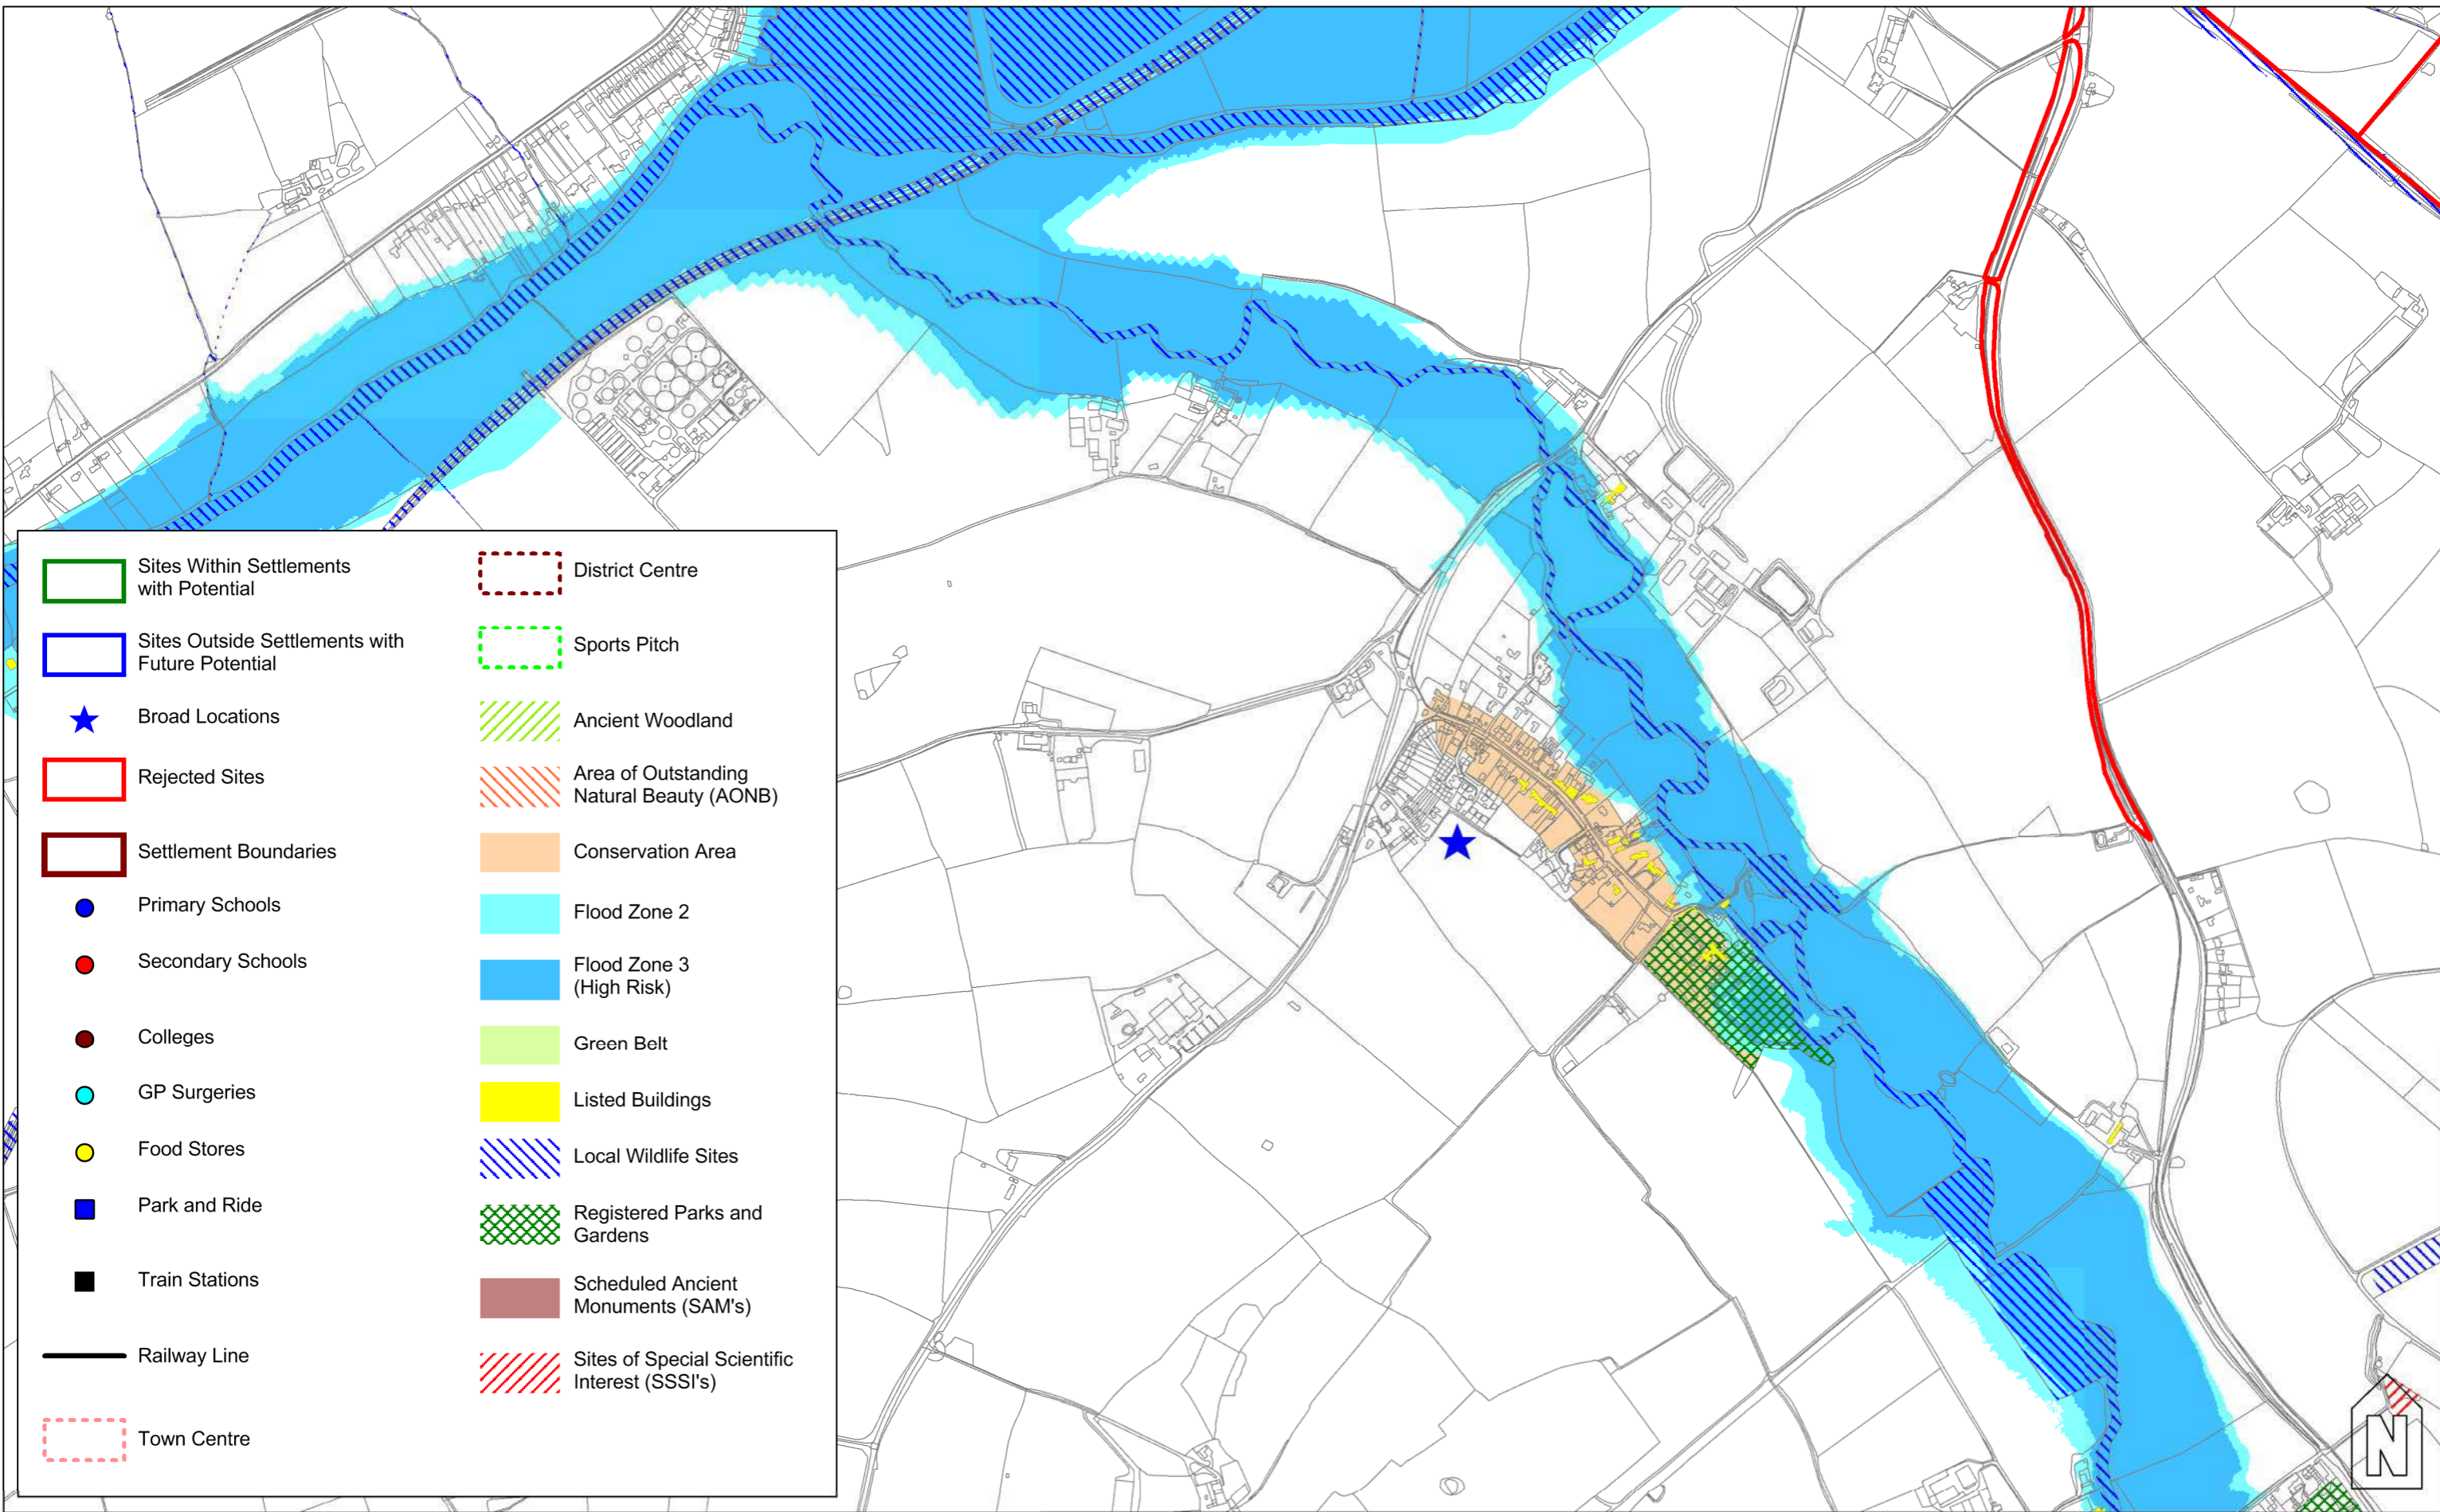 Sites Within Settlements
with Potential
Sites Outside Settlements with
Future Potential
Broad Locations
Rejected Sites
Settlement Boundaries
Primary Schools
Secondary Schools
Colleges
GP Surgeries
Food Stores
Park and Ride
Train Stations
Railway Line
Town Centre
District Centre
Sports Pitch
Ancient Woodland
Area of Outstanding
Natural Beauty (AONB)
Conservation Area
Flood Zone 2
Flood Zone 3
(High Risk)
Green Belt
Listed Buildings
Local Wildlife Sites
Registered Parks and
Gardens
Scheduled Ancient
Monuments (SAM's)
Sites of Special Scientific
Interest (SSSI's)
N